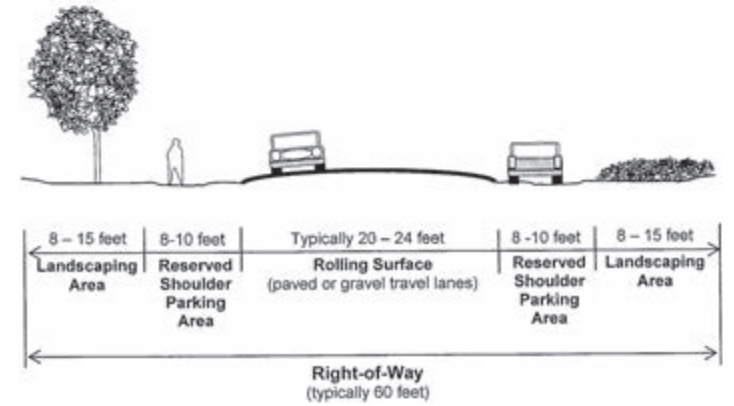 8 – 15 feet
Landscaping
Area
8-10 feet
Reserved
Shoulder
Parking
Area
Typically 20 – 24 feet
Rolling Surface
(paved or gravel travel lanes)
8 -10 feet
Reserved
Shoulder
Parking
Area
8 – 15 feet
Landscaping
Area
Right-of-Way
(typically 60 feet)